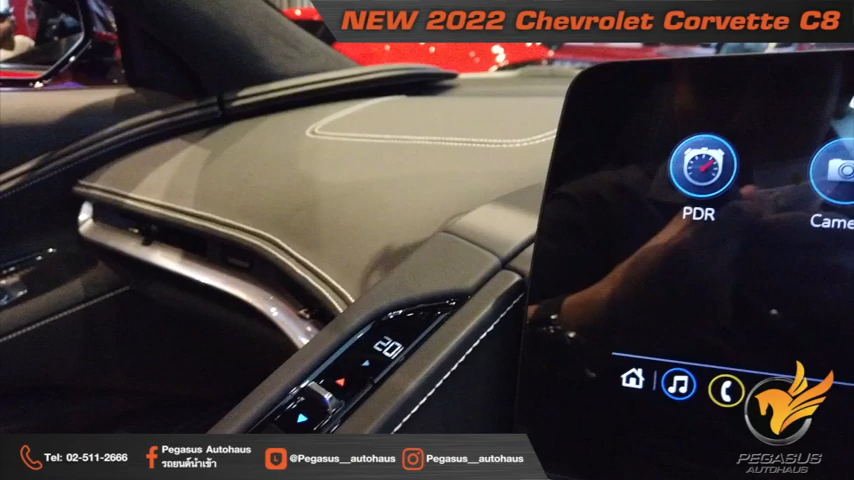 NEW 2022 Chevrolet Corvette C8
PDR
Came
20
Tel: 02-511-2666
Pegasus Autohaus
รถยนต์นำเข้า
@Pegasus__autohaus
Pegasus__autohaus
PEGASUS
AUTOHAUS